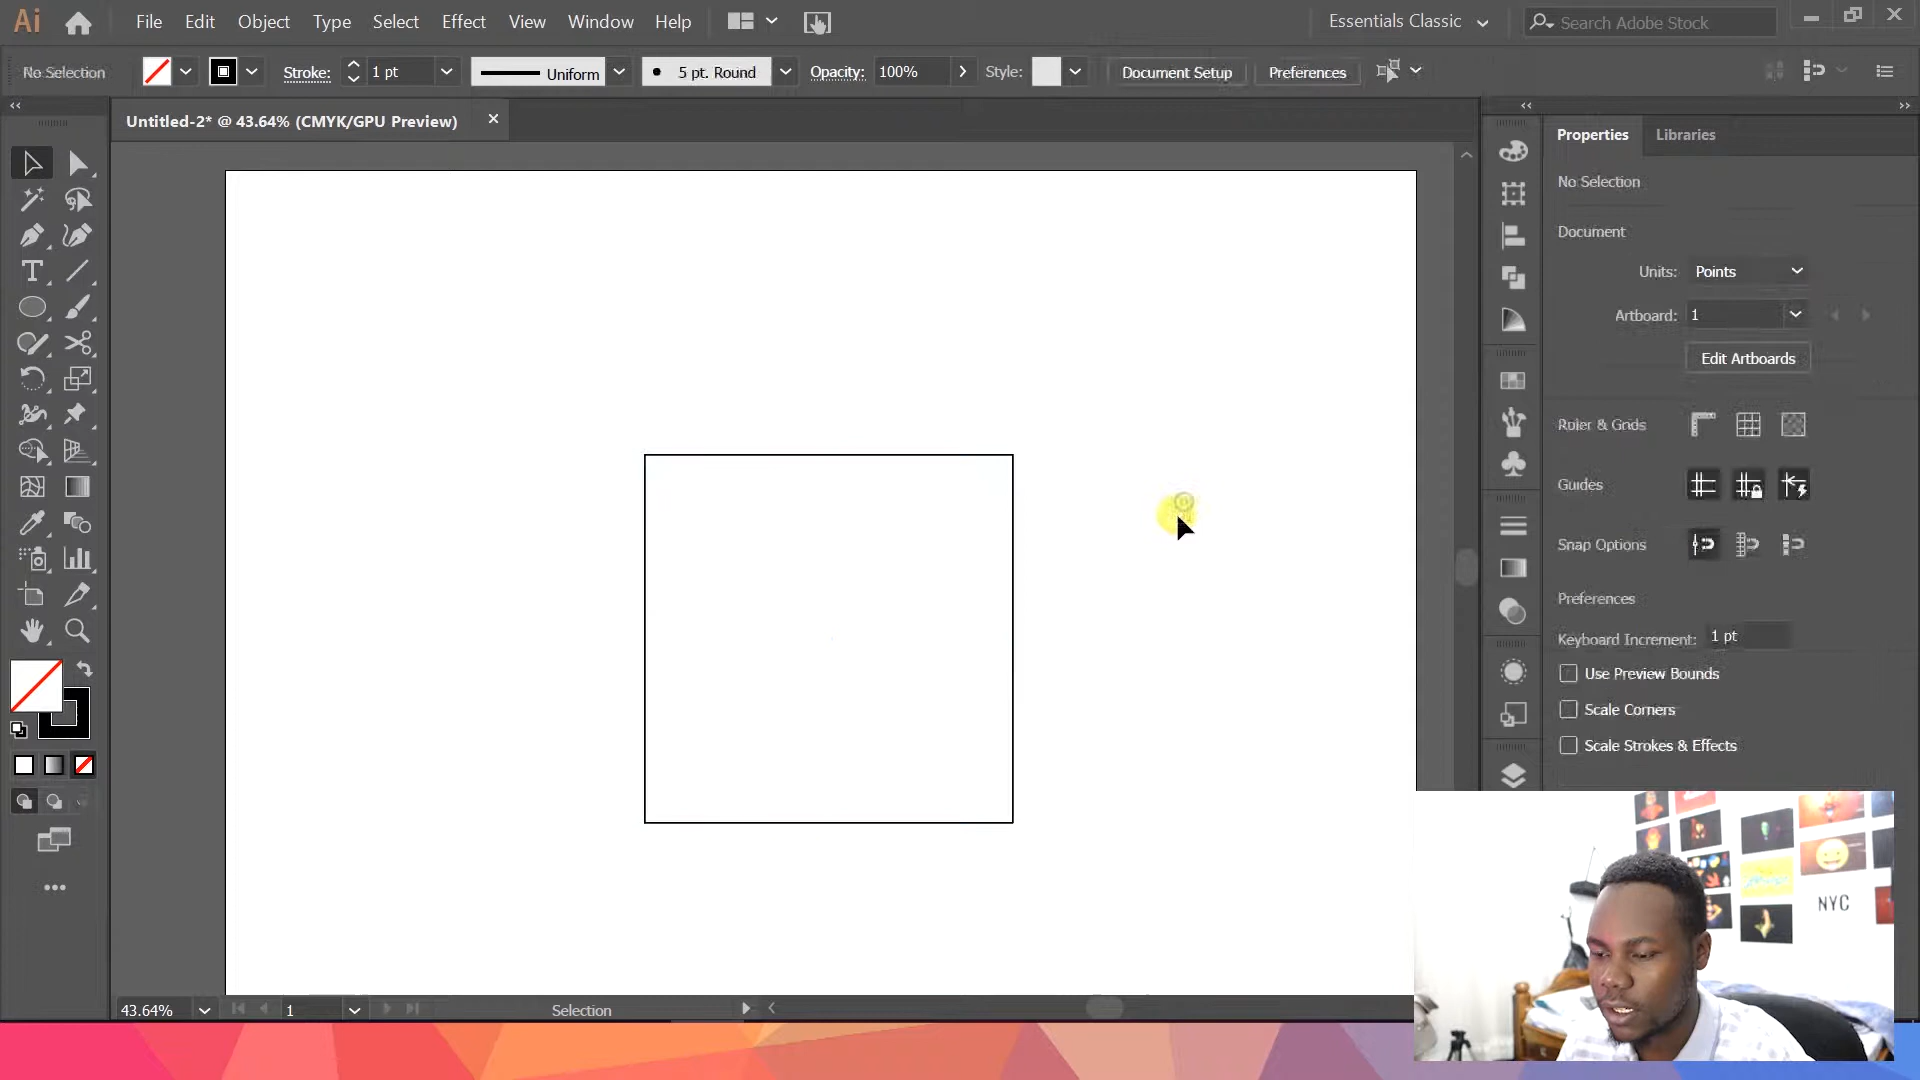 Ai File Edit Object Type Select Effect View Window Help Essentials Classic Search Adobe Stock
No Selection Stroke: 1 pt Uniform 5 pt. Round Opacity: 100% Style: Document Setup Preferences
Untitled-2* @ 43.64% (CMYK/GPU Preview)
Properties Libraries
No Selection
Document
Units: Points
Artboard: 1
Edit Artboards
Ruler & Grids
Guides
Snap Options
Preferences
Keyboard Increment: 1 pt
Use Preview Bounds
Scale Corners
Scale Strokes & Effects
NYC
43.64% 1 Selection